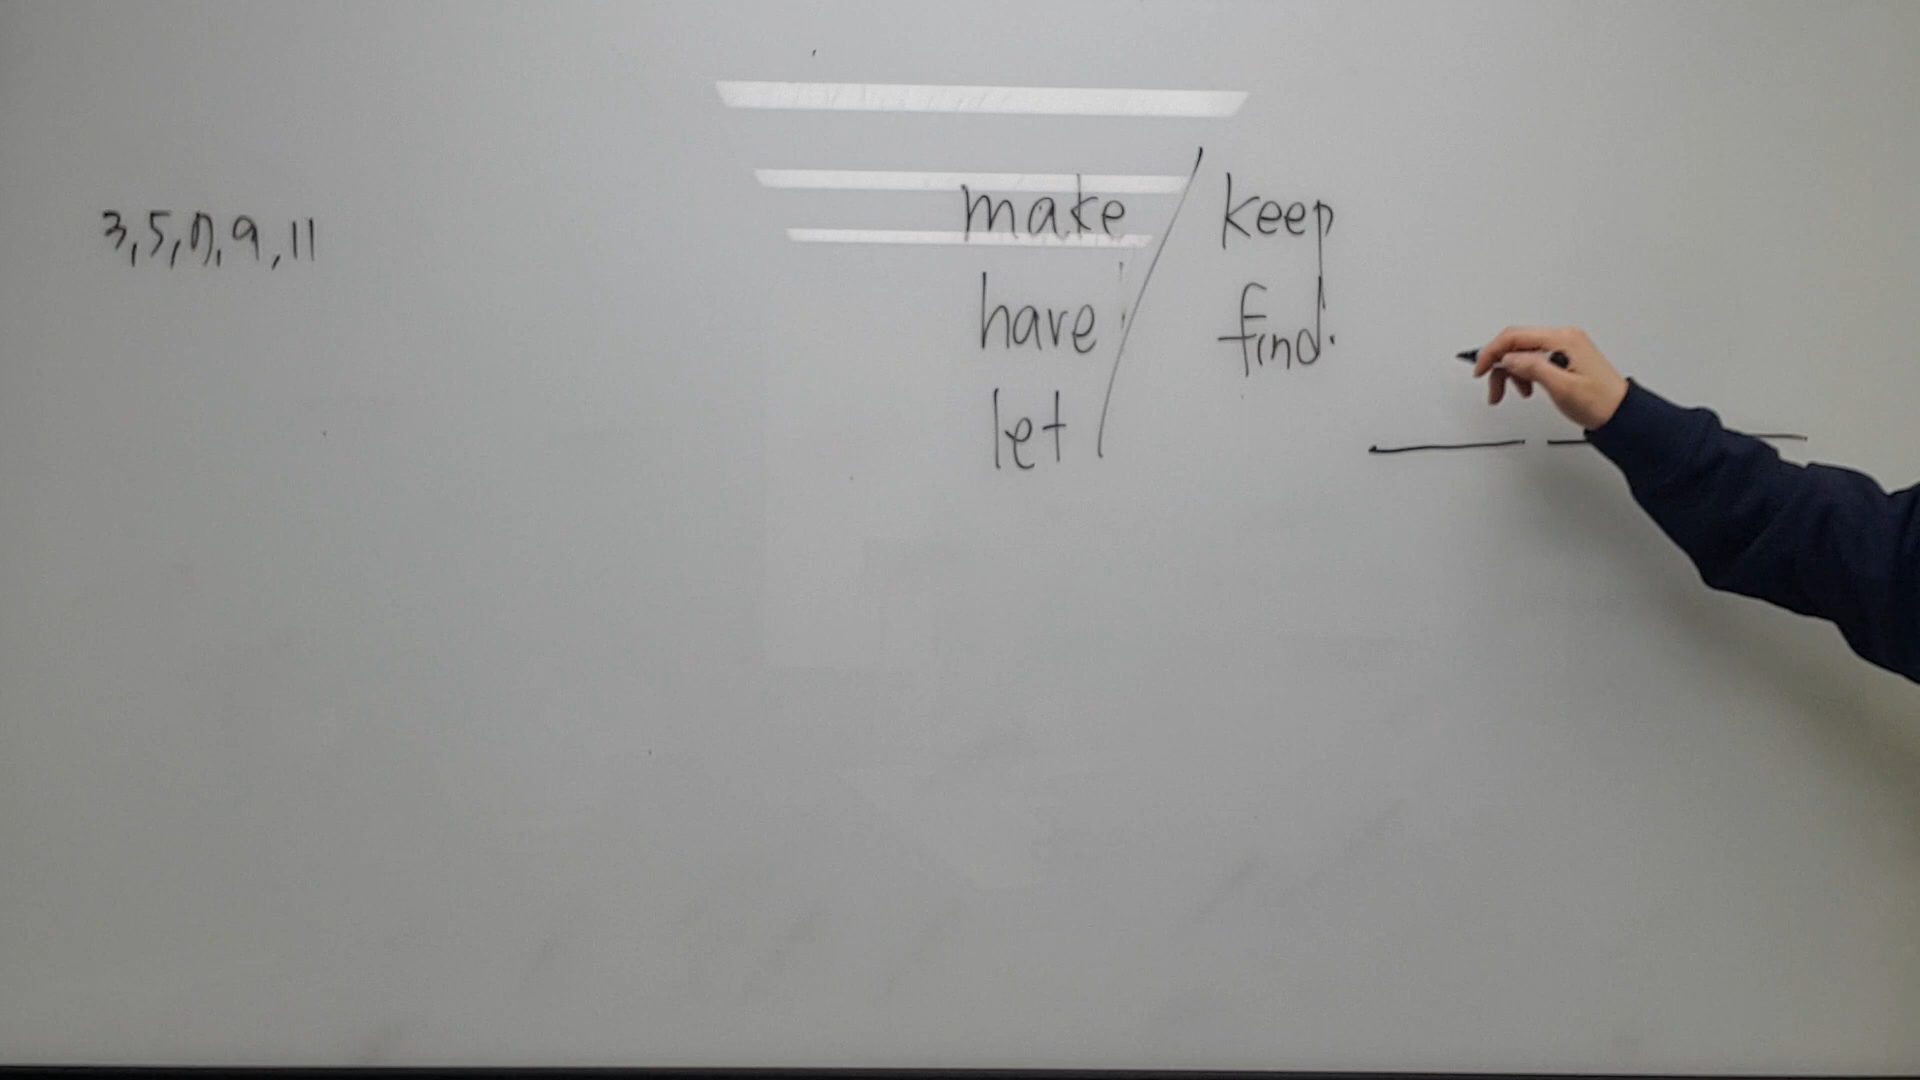 3, 5, 7, 9, 11
make / keep
have find.
let